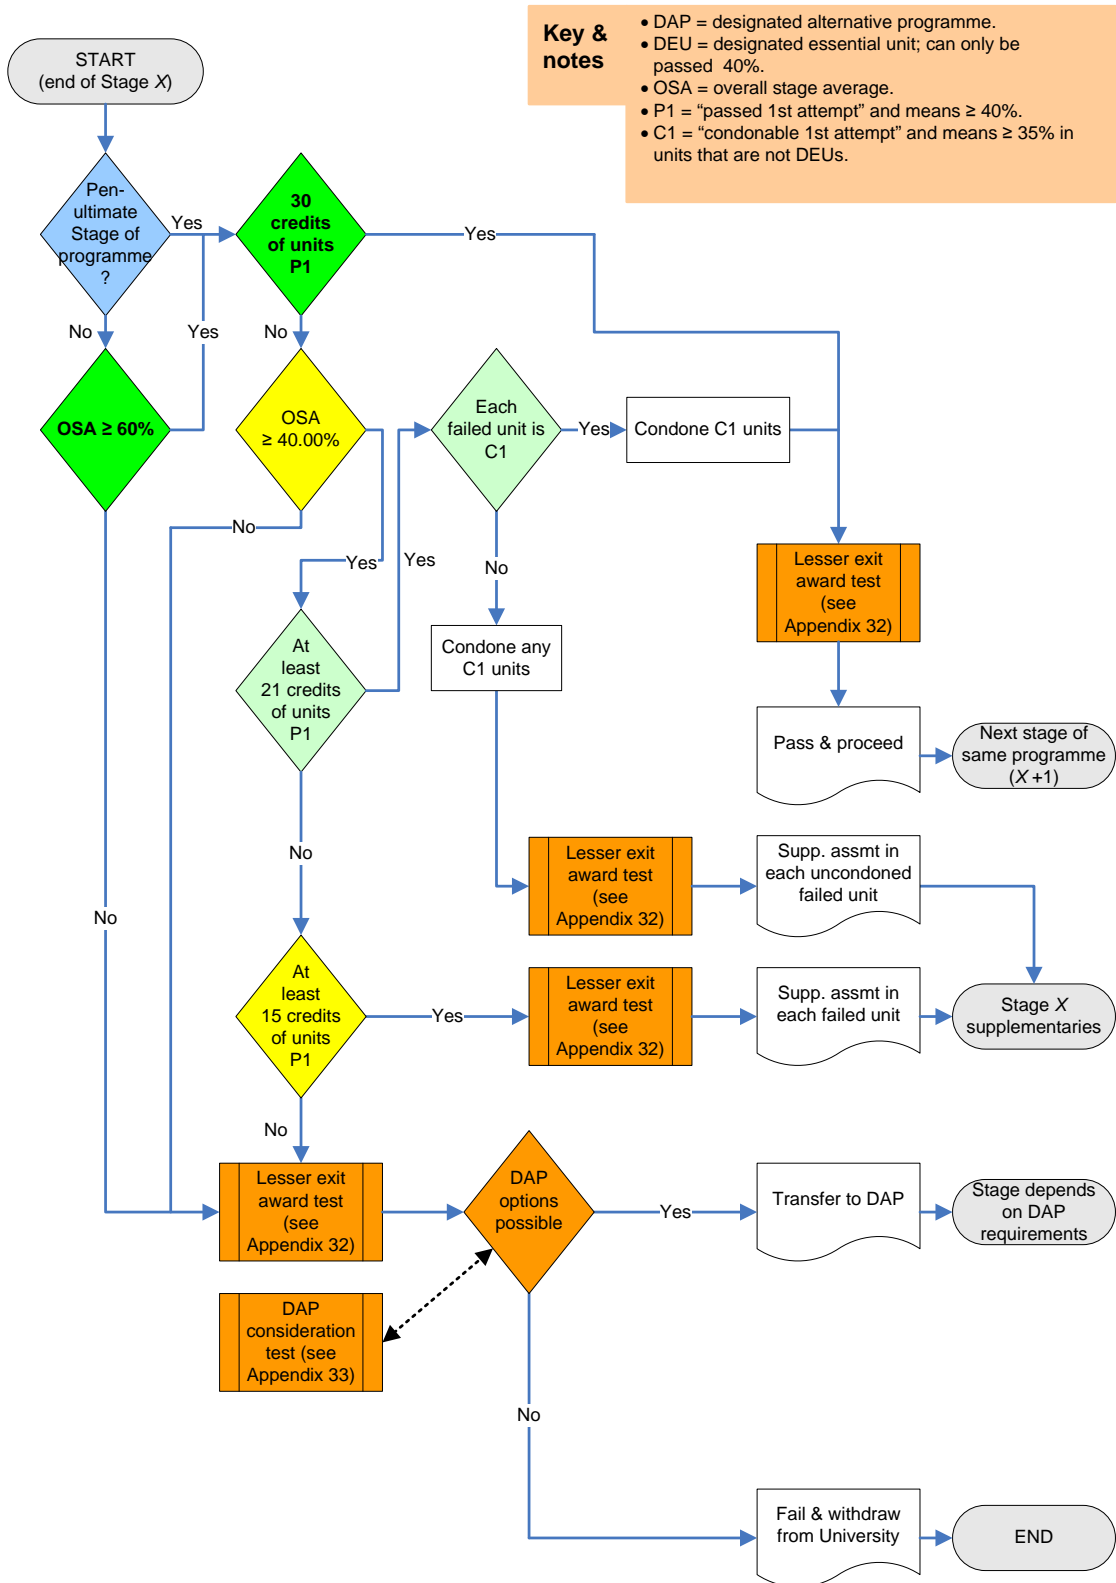 Key &
notes
• DAP = designated alternative programme.
• DEU = designated essential unit; can only be
passed  40%.
• OSA = overall stage average.
• P1 = “passed 1st attempt” and means ≥ 40%.
• C1 = “condonable 1st attempt” and means ≥ 35% in
units that are not DEUs.
START
(end of Stage X)
Pen-
ultimate
Stage of
programme
?
Yes
No
30
credits
of units
P1
Yes
No
OSA ≥ 60%
Yes
No
OSA
≥ 40.00%
No
Yes
Each
failed unit is
C1
Yes
No
Condone C1 units
Lesser exit
award test
(see
Appendix 32)
Pass & proceed
Next stage of
same programme
(X +1)
At
least
21 credits
of units
P1
Yes
No
Condone any
C1 units
Lesser exit
award test
(see
Appendix 32)
Supp. assmt in
each uncondoned
failed unit
At
least
15 credits
of units
P1
Yes
No
Lesser exit
award test
(see
Appendix 32)
Supp. assmt in
each failed unit
Stage X
supplementaries
Lesser exit
award test
(see
Appendix 32)
DAP
options
possible
Yes
No
Transfer to DAP
Stage depends
on DAP
requirements
DAP
consideration
test (see
Appendix 33)
Fail & withdraw
from University
END